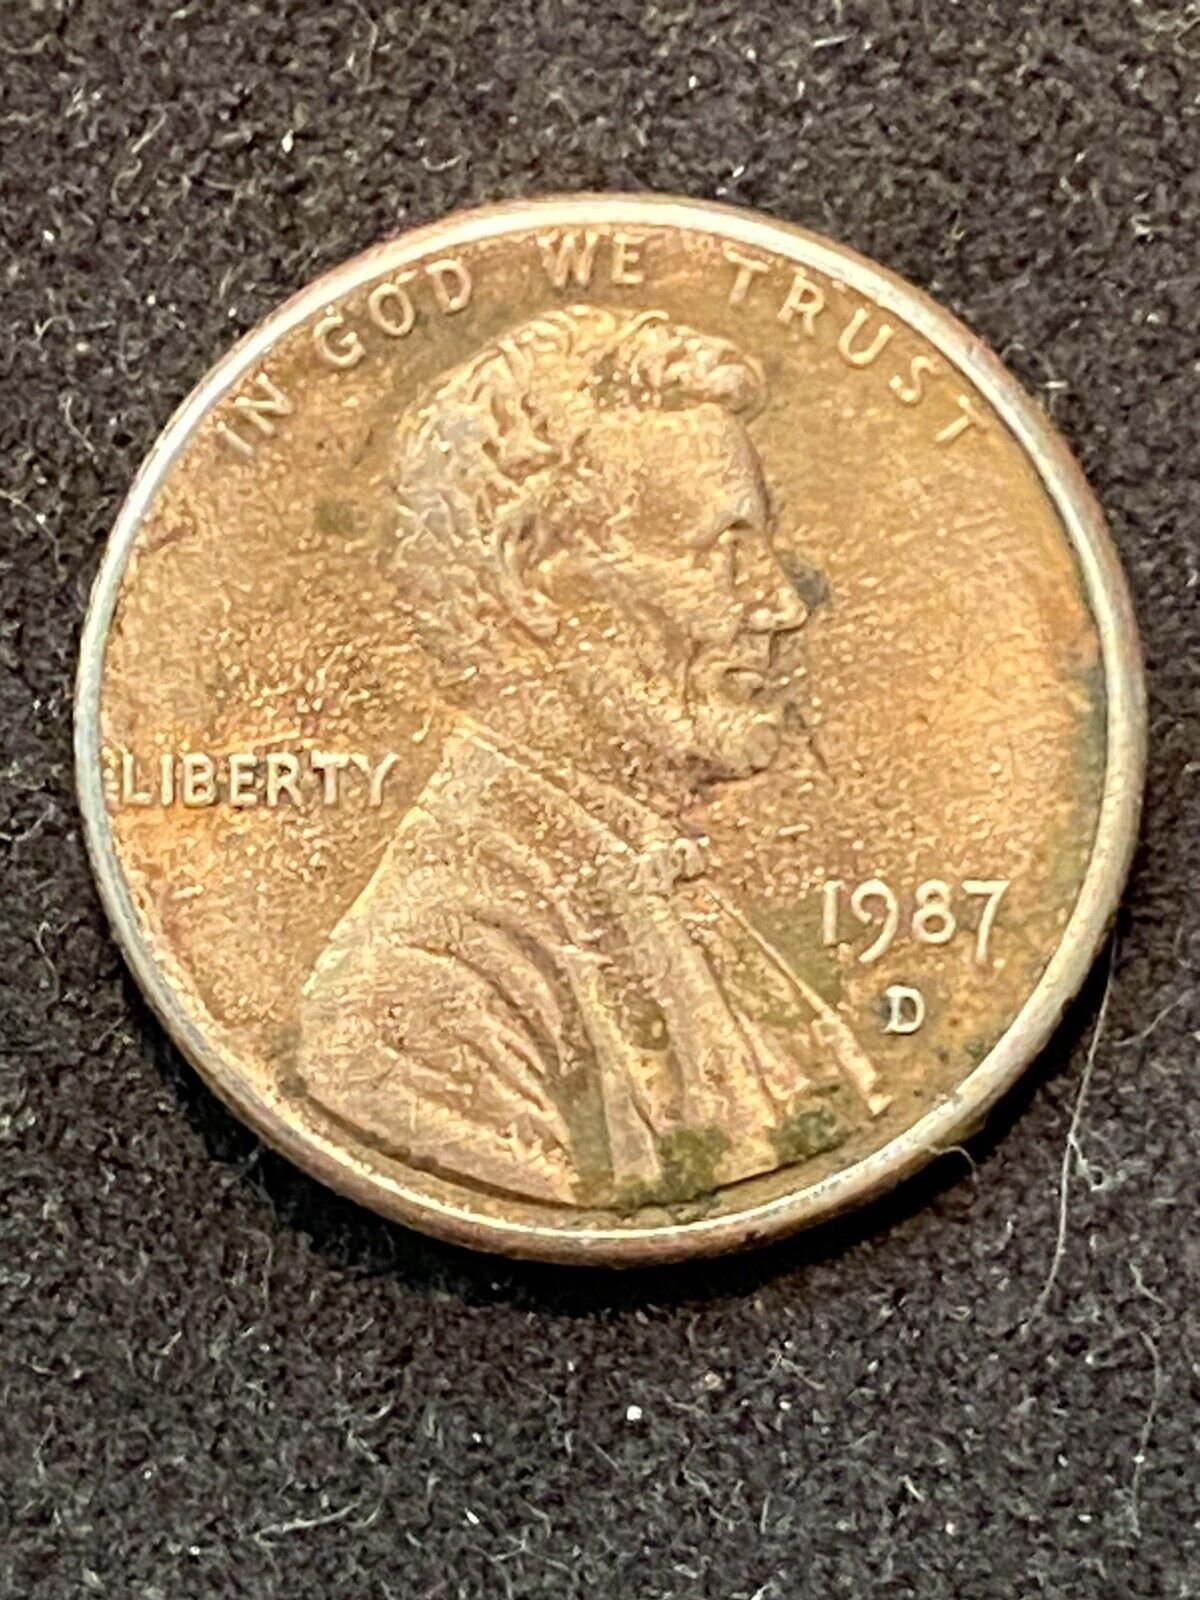 IN GOD WE TRUST
LIBERTY
1987
D